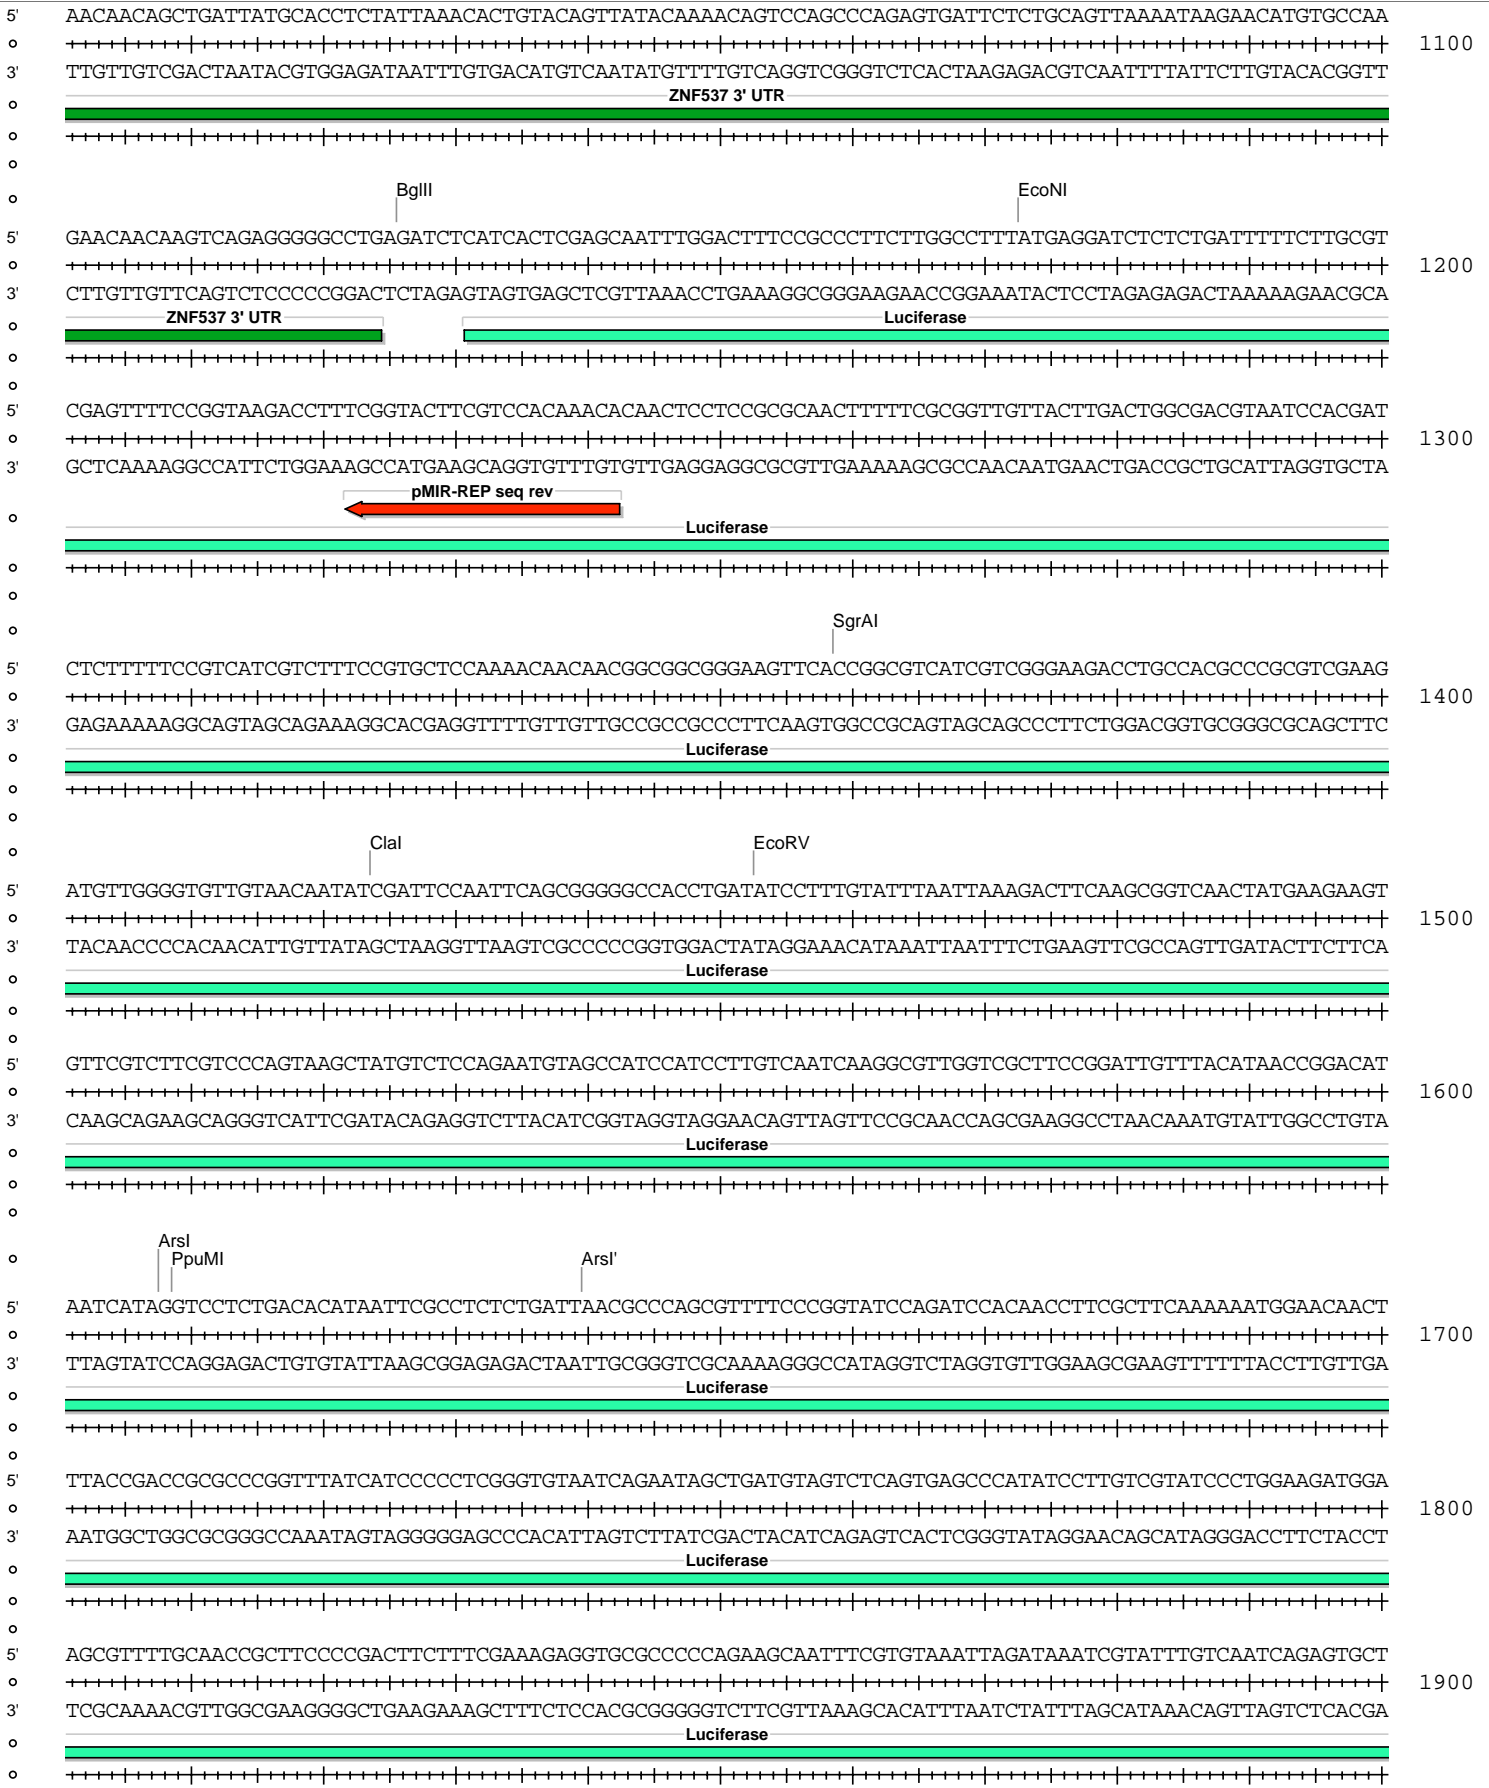 5' AACAACAGCTGATTATGCACCTCTATTAAACACTGTACAGTTATACAAAACAGTCCAGCCCAGAGTGATTCTCTGCAGTTAAAATAAGAACATGTGCCAA
1100
3' TTGTTGTCGACTAATACGTGGAGATAATTTGTGACATGTCAATATGTTTTGTCAGGTCGGGTCTCACTAAGAGACGTCAATTTTATTCTTGTACACGGTT
ZNF537 3' UTR
BglII EcoNI
5' GAACAACAAGTCAGAGGGGGCCTGAGATCTCATCACTCGAGCAATTTGGACTTTCCGCCCTTCTTGGCCTTTATGAGGATCTCTCTGATTTTTCTTGCGT
1200
3' CTTGTTGTTCAGTCTCCCCCGGACTCTAGAGTAGTGAGCTCGTTAAACCTGAAAGGCGGGAAGAACCGGAAATACTCCTAGAGAGACTAAAAAGAACGCA
ZNF537 3' UTR Luciferase
5' CGAGTTTTCCGGTAAGACCTTTCGGTACTTCGTCCACAAACACAACTCCTCCGCGCAACTTTTTCGCGGTTGTTACTTGACTGGCGACGTAATCCACGAT
1300
3' GCTCAAAAGGCCATTCTGGAAAGCCATGAAGCAGGTGTTTGTGTTGAGGAGGCGCGTTGAAAAAGCGCCAACAATGAACTGACCGCTGCATTAGGTGCTA
pMIR-REP seq rev
Luciferase
SgrAI
5' CTCTTTTTCCGTCATCGTCTTTCCGTGCTCCAAAACAACAACGGCGGCGGGAAGTTCACCGGCGTCATCGTCGGGAAGACCTGCCACGCCCGCGTCGAAG
1400
3' GAGAAAAAGGCAGTAGCAGAAAGGCACGAGGTTTTGTTGTTGCCGCCGCCCTTCAAGTGGCCGCAGTAGCAGCCCTTCTGGACGGTGCGGGCGCAGCTTC
Luciferase
ClaI EcoRV
5' ATGTTGGGGTGTTGTAACAATATCGATTCCAATTCAGCGGGGGCCACCTGATATCCTTTGTATTTAATTAAAGACTTCAAGCGGTCAACTATGAAGAAGT
1500
3' TACAACCCCACAACATTGTTATAGCTAAGGTTAAGTCGCCCCCGGTGGACTATAGGAAACATAAATTAATTTCTGAAGTTCGCCAGTTGATACTTCTTCA
Luciferase
5' GTTCGTCTTCGTCCCAGTAAGCTATGTCTCCAGAATGTAGCCATCCATCCTTGTCAATCAAGGCGTTGGTCGCTTCCGGATTGTTTACATAACCGGACAT
1600
3' CAAGCAGAAGCAGGGTCATTCGATACAGAGGTCTTACATCGGTAGGTAGGAACAGTTAGTTCCGCAACCAGCGAAGGCCTAACAAATGTATTGGCCTGTA
Luciferase
ArsI
PpuMI ArsI'
5' AATCATAGGTCCTCTGACACATAATTCGCCTCTCTGATTAACGCCCAGCGTTTTCCCGGTATCCAGATCCACAACCTTCGCTTCAAAAAATGGAACAACT
1700
3' TTAGTATCCAGGAGACTGTGTATTAAGCGGAGAGACTAATTGCGGGTCGCAAAAGGGCCATAGGTCTAGGTGTTGGAAGCGAAGTTTTTTACCTTGTTGA
Luciferase
5' TTACCGACCGCGCCCGGTTTATCATCCCCCTCGGGTGTAATCAGAATAGCTGATGTAGTCTCAGTGAGCCCATATCCTTGTCGTATCCCTGGAAGATGGA
1800
3' AATGGCTGGCGCGGGCCAAATAGTAGGGGGAGCCCACATTAGTCTTATCGACTACATCAGAGTCACTCGGGTATAGGAACAGCATAGGGACCTTCTACCT
Luciferase
5' AGCGTTTTGCAACCGCTTCCCCGACTTCTTTCGAAAGAGGTGCGCCCCCAGAAGCAATTTCGTGTAAATTAGATAAATCGTATTTGTCAATCAGAGTGCT
1900
3' TCGCAAAACGTTGGCGAAGGGGCTGAAGAAAGCTTTCTCCACGCGGGGGTCTTCGTTAAAGCACATTTAATCTATTTAGCATAAACAGTTAGTCTCACGA
Luciferase